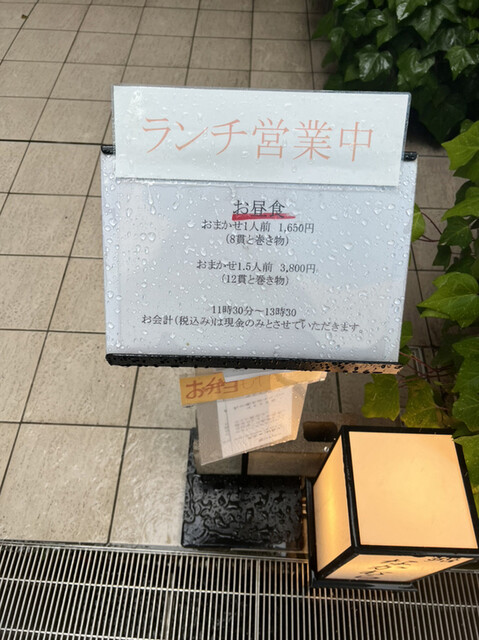 ランチ営業中
お昼食
おまかせ1人前 1,650円
(8貫と巻き物)
おまかせ1.5人前 3,800円
(12貫と巻き物)
11時30分〜13時30
お会計(税込み)は現金のみとさせていただきます。
お弁当